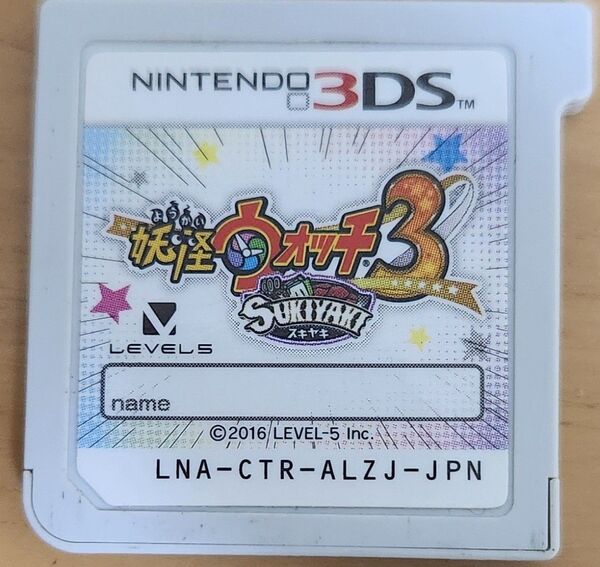 NINTENDO 3DS™
ようかい
妖怪ウォッチ3
SUKIYAKI
スキヤキ
LEVEL5
name
©2016 LEVEL-5 Inc.
LNA-CTR-ALZJ-JPN